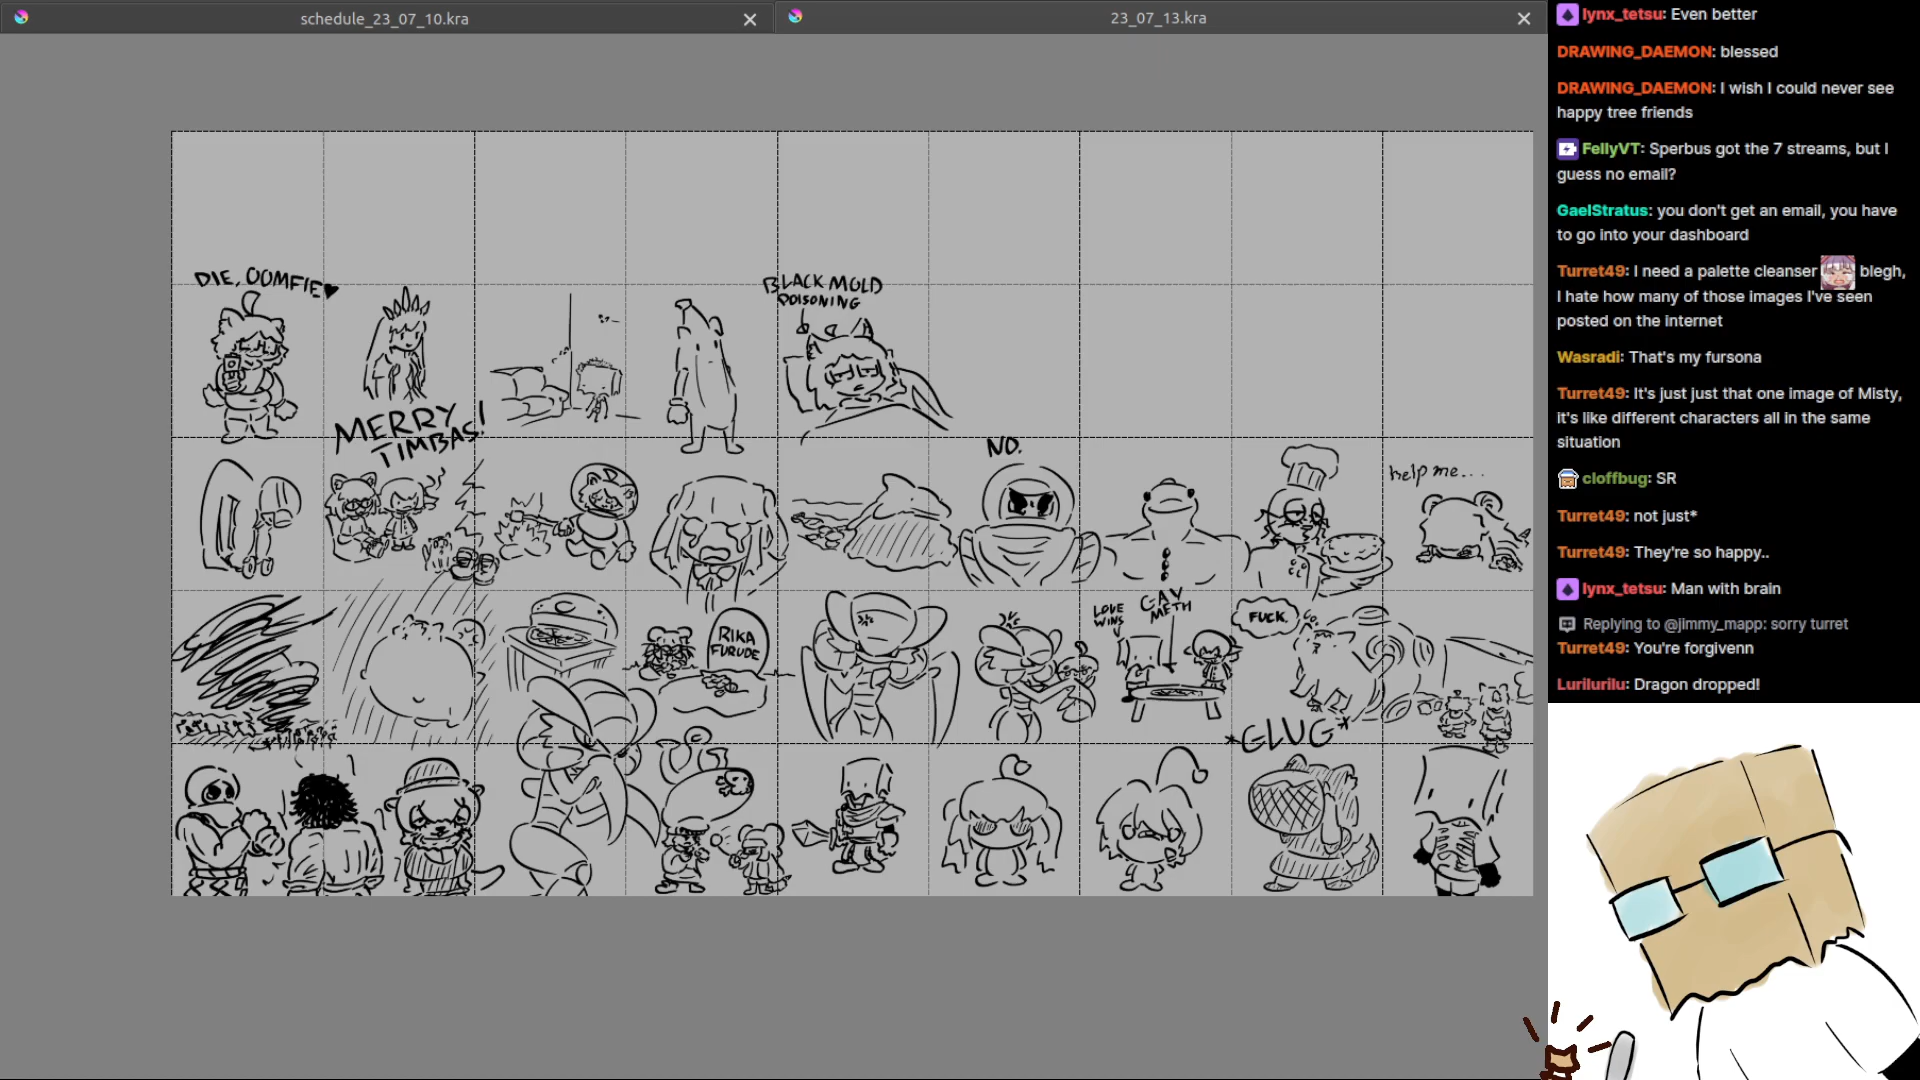 schedule_23_07_10.kra
23_07_13.kra
DIE, OOMFIE
BLACK MOLD
POISONING
MERRY
TIMBAS!
NO.
help me...
RIKA
FURUDE
LOVE
WINS
GAY
METH
FUCK.
*GLUG*
lynx_tetsu: Even better
DRAWING_DAEMON: blessed
DRAWING_DAEMON: I wish I could never see
happy tree friends
FellyVT: Sperbus got the 7 streams, but I
guess no email?
GaelStratus: you don't get an email, you have
to go into your dashboard
Turret49: I need a palette cleanser blegh,
I hate how many of those images I've seen
posted on the internet
Wasradi: That's my fursona
Turret49: It's just just that one image of Misty,
it's like different characters all in the same
situation
cloffbug: SR
Turret49: not just*
Turret49: They're so happy..
lynx_tetsu: Man with brain
Replying to @jimmy_mapp: sorry turret
Turret49: You're forgivenn
Lurilurilu: Dragon dropped!